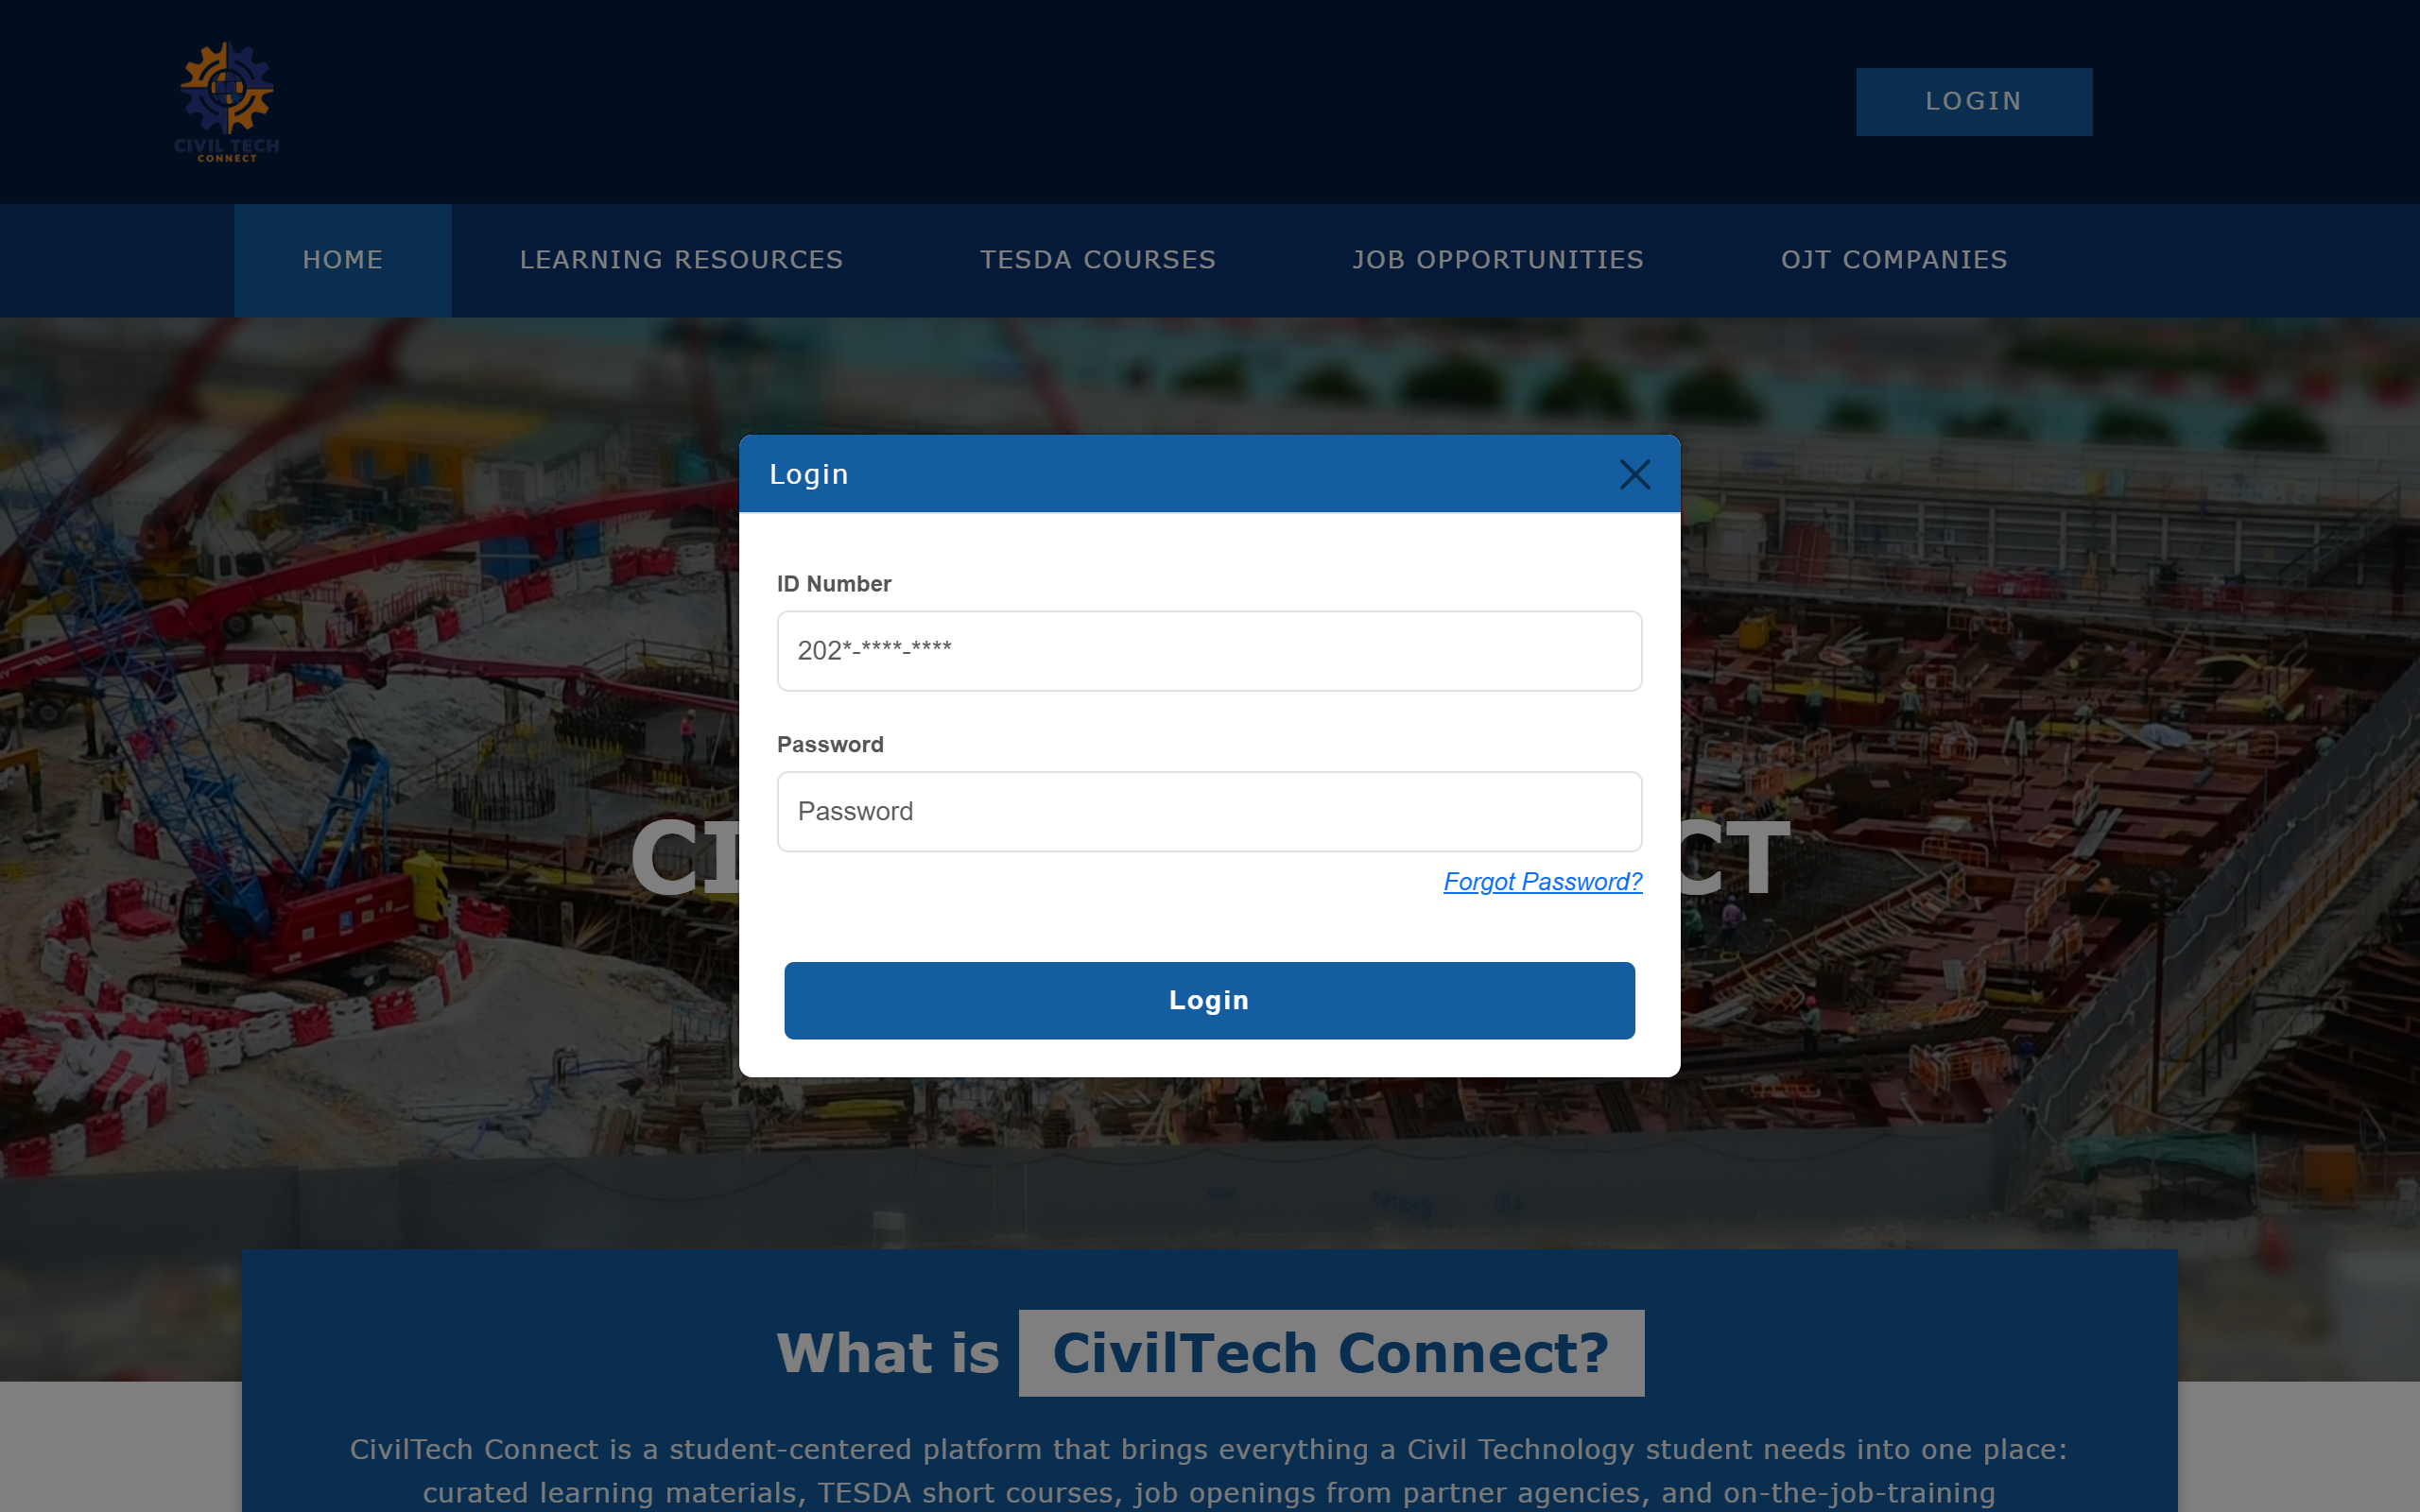 CIVIL TECH
CONNECT
LOGIN
HOME
LEARNING RESOURCES
TESDA COURSES
JOB OPPORTUNITIES
OJT COMPANIES
Login
ID Number
202*-****-****
Password
Password
Forgot Password?
Login
CI
CT
What is CivilTech Connect?
CivilTech Connect is a student-centered platform that brings everything a Civil Technology student needs into one place:
curated learning materials, TESDA short courses, job openings from partner agencies, and on-the-job-training